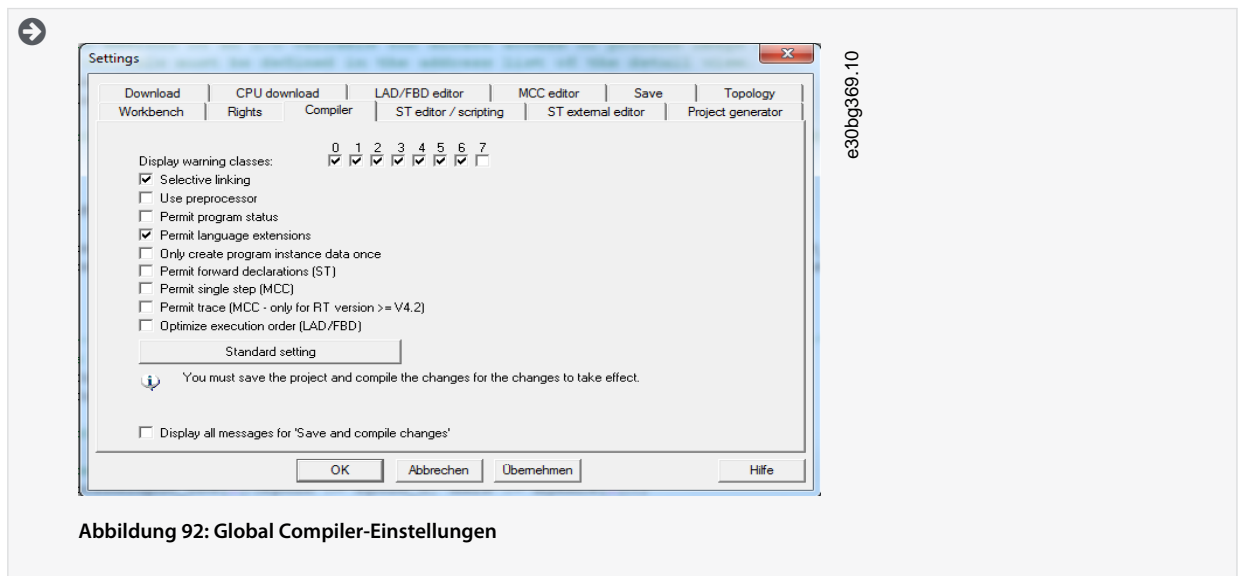 Settings
Download CPU download LAD/FBD editor MCC editor Save Topology
Workbench Rights Compiler ST editor / scripting ST external editor Project generator
0 1 2 3 4 5 6 7
Display warning classes:
Selective linking
Use preprocessor
Permit program status
Permit language extensions
Only create program instance data once
Permit forward declarations (ST)
Permit single step (MCC)
Permit trace (MCC - only for RT version >= V4.2)
Optimize execution order (LAD/FBD)
Standard setting
You must save the project and compile the changes for the changes to take effect.
Display all messages for 'Save and compile changes'
OK Abbrechen Übernehmen Hilfe
e30bg369.10
Abbildung 92: Global Compiler-Einstellungen